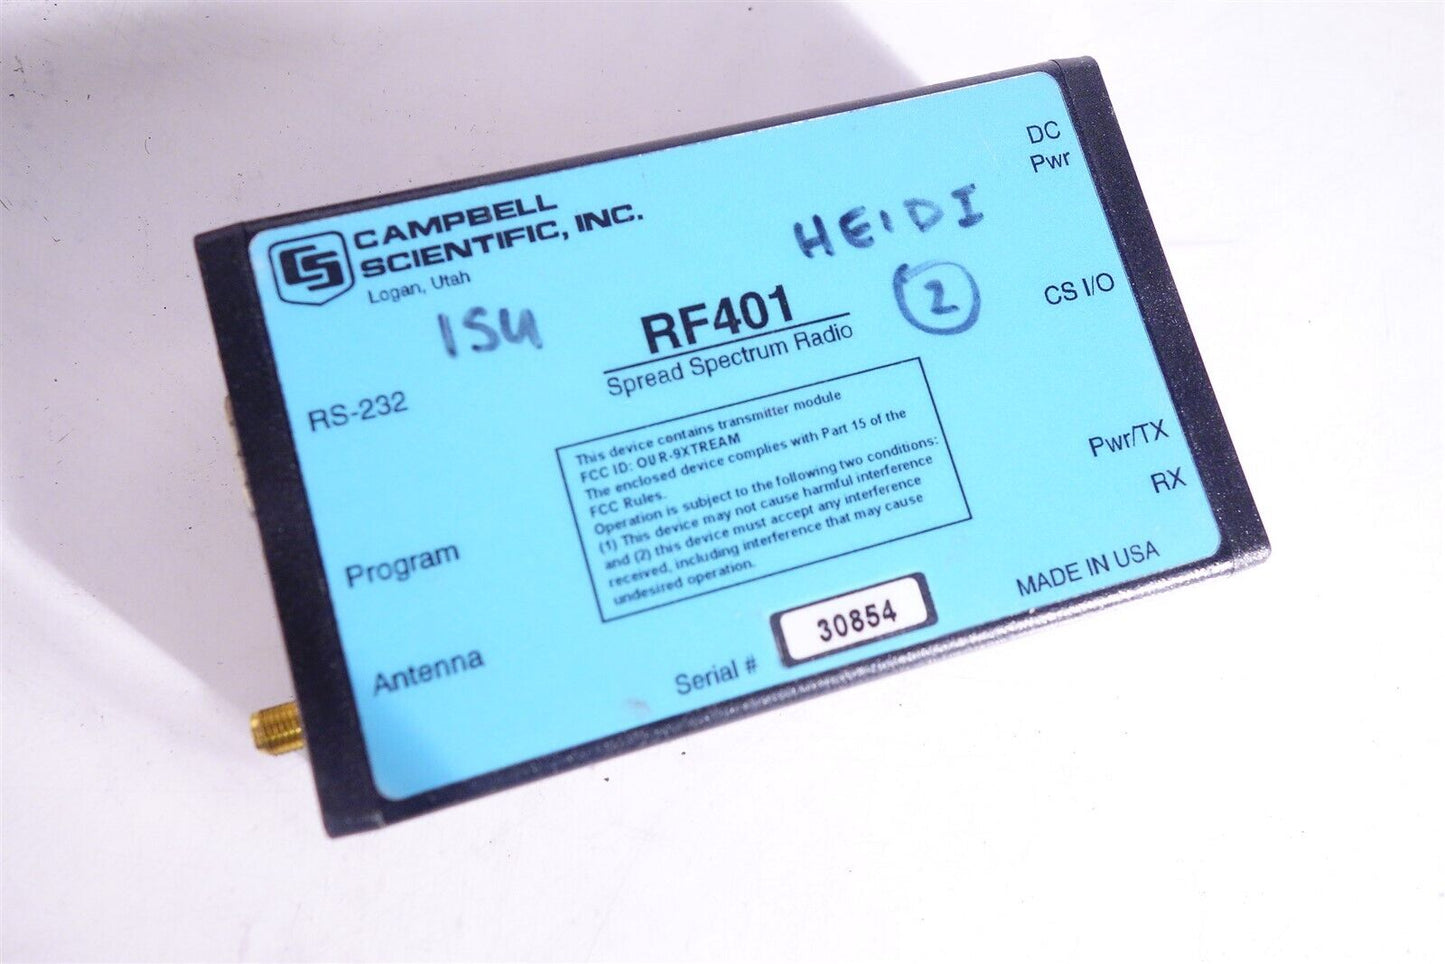 CS
CAMPBELL
SCIENTIFIC, INC.
Logan, Utah
ISU
HEIDI
2
RF401
Spread Spectrum Radio
DC
Pwr
CS I/O
Pwr/TX
RX
RS-232
Program
Antenna
This device contains transmitter module
FCC ID: OUR-9XTREAM
The enclosed device complies with Part 15 of the
FCC Rules.
Operation is subject to the following two conditions:
(1) This device may not cause harmful interference
and (2) this device must accept any interference
received, including interference that may cause
undesired operation.
Serial # 30854
MADE IN USA